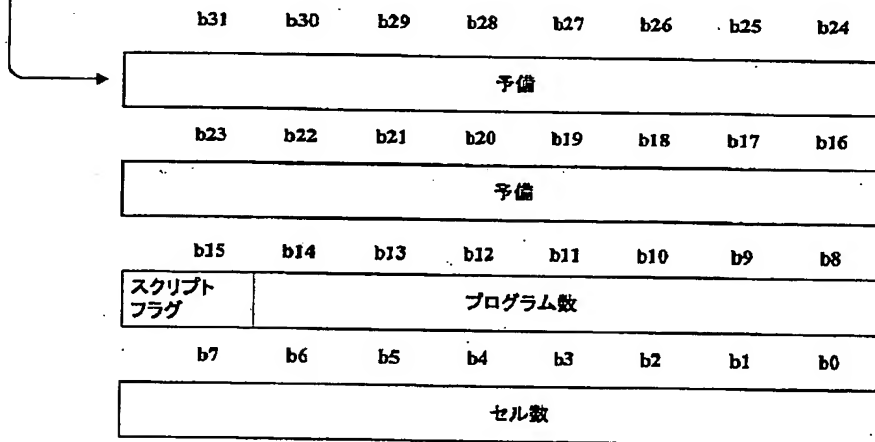 b31 b30 b29 b28 b27 b26 b25 b24
予備
b23 b22 b21 b20 b19 b18 b17 b16
予備
b15 b14 b13 b12 b11 b10 b9 b8
スクリプト
フラグ
プログラム数
b7 b6 b5 b4 b3 b2 b1 b0
セル数